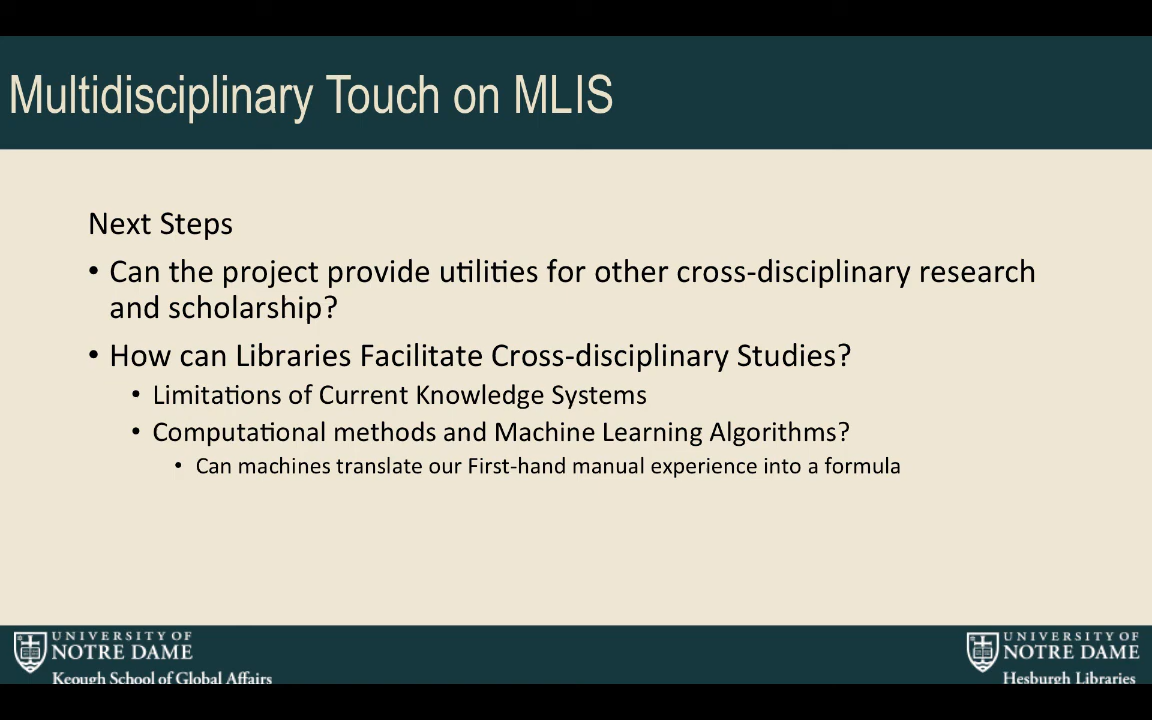 Multidisciplinary Touch on MLIS
Next Steps
• Can the project provide utilities for other cross-disciplinary research
and scholarship?
• How can Libraries Facilitate Cross-disciplinary Studies?
• Limitations of Current Knowledge Systems
• Computational methods and Machine Learning Algorithms?
• Can machines translate our First-hand manual experience into a formula
UNIVERSITY OF
NOTRE DAME
Keough School of Global Affairs
UNIVERSITY OF
NOTRE DAME
Hesburgh Libraries